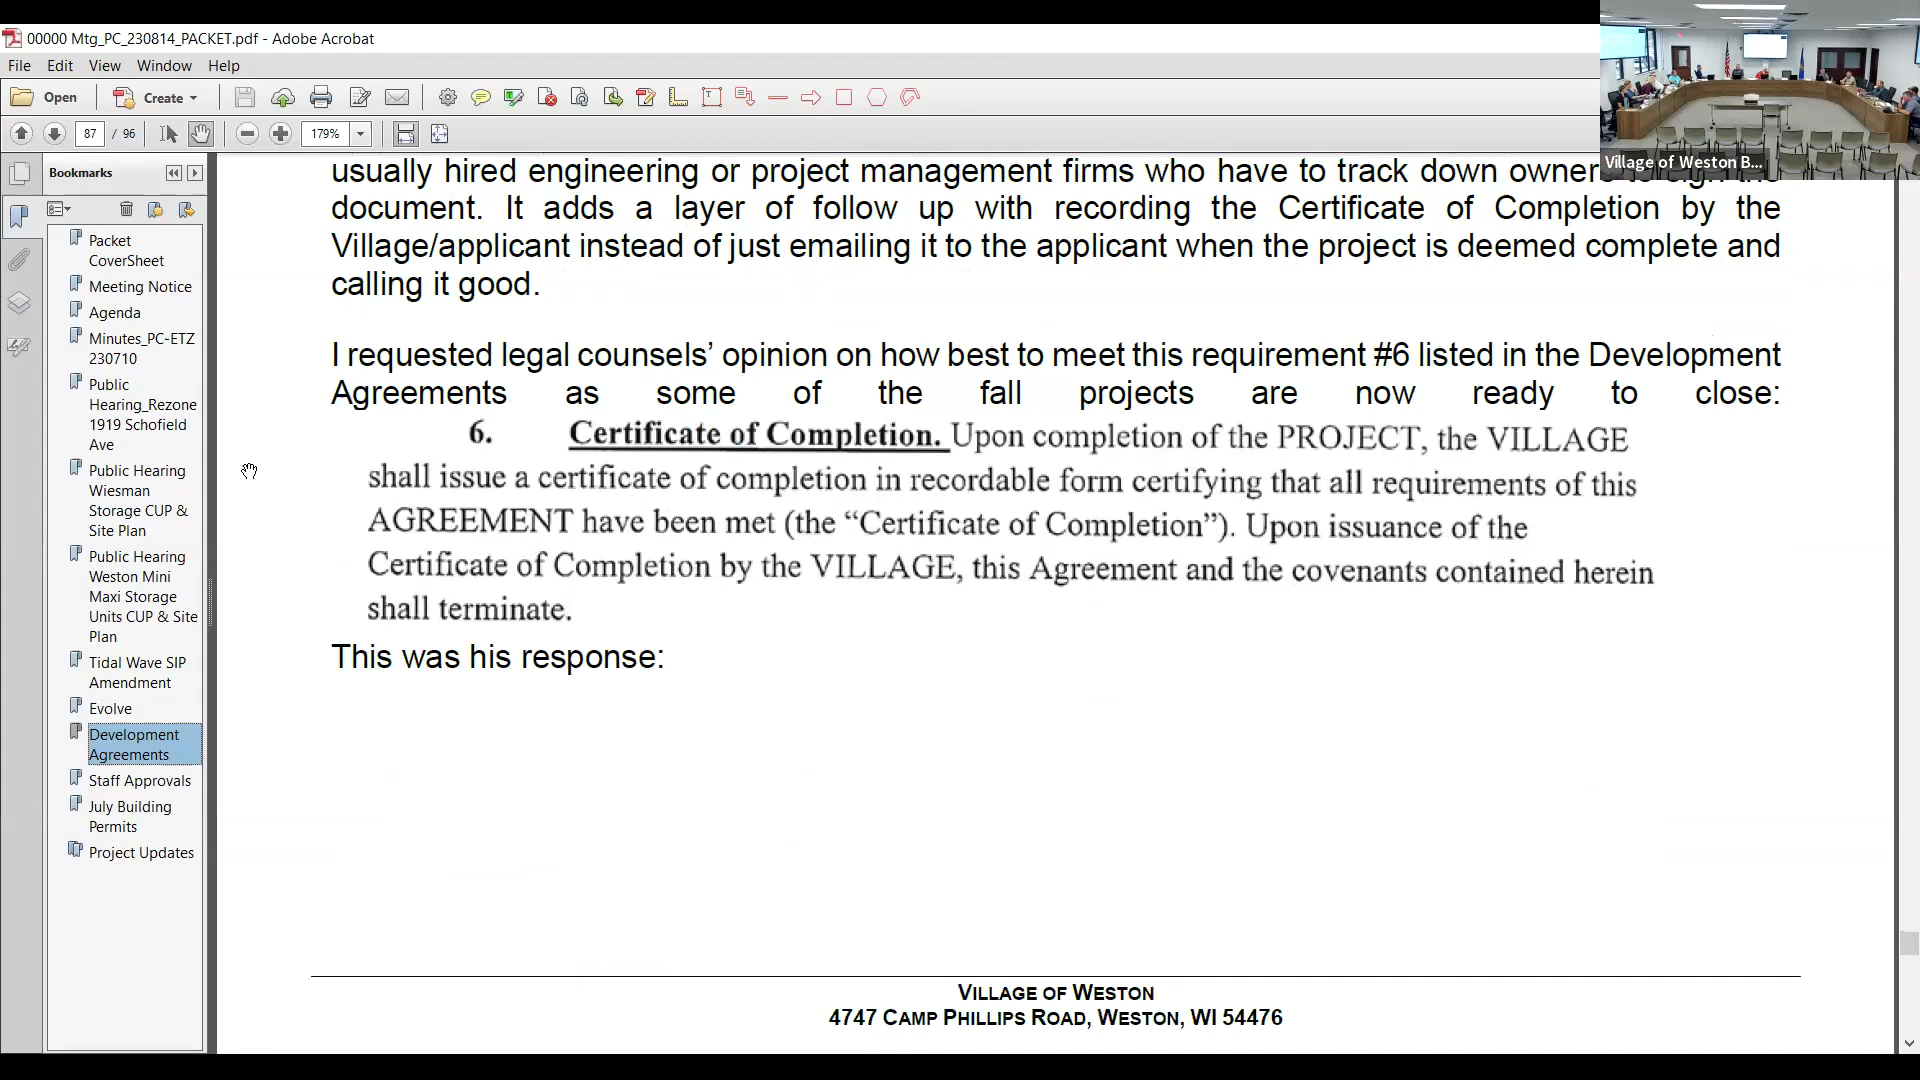 00000 Mtg_PC_230814_PACKET.pdf - Adobe Acrobat
File Edit View Window Help
Open Create
87 / 96 179%
Bookmarks
Packet
CoverSheet
Meeting Notice
Agenda
Minutes_PC-ETZ
230710
Public
Hearing_Rezone
1919 Schofield
Ave
Public Hearing
Wiesman
Storage CUP &
Site Plan
Public Hearing
Weston Mini
Maxi Storage
Units CUP & Site
Plan
Tidal Wave SIP
Amendment
Evolve
Development
Agreements
Staff Approvals
July Building
Permits
Project Updates
Village of Weston B...
usually hired engineering or project management firms who have to track down owners to sign the
document. It adds a layer of follow up with recording the Certificate of Completion by the
Village/applicant instead of just emailing it to the applicant when the project is deemed complete and
calling it good.
I requested legal counsels’ opinion on how best to meet this requirement #6 listed in the Development
Agreements as some of the fall projects are now ready to close:
6. Certificate of Completion. Upon completion of the PROJECT, the VILLAGE
shall issue a certificate of completion in recordable form certifying that all requirements of this
AGREEMENT have been met (the “Certificate of Completion”). Upon issuance of the
Certificate of Completion by the VILLAGE, this Agreement and the covenants contained herein
shall terminate.
This was his response:
VILLAGE OF WESTON
4747 CAMP PHILLIPS ROAD, WESTON, WI 54476